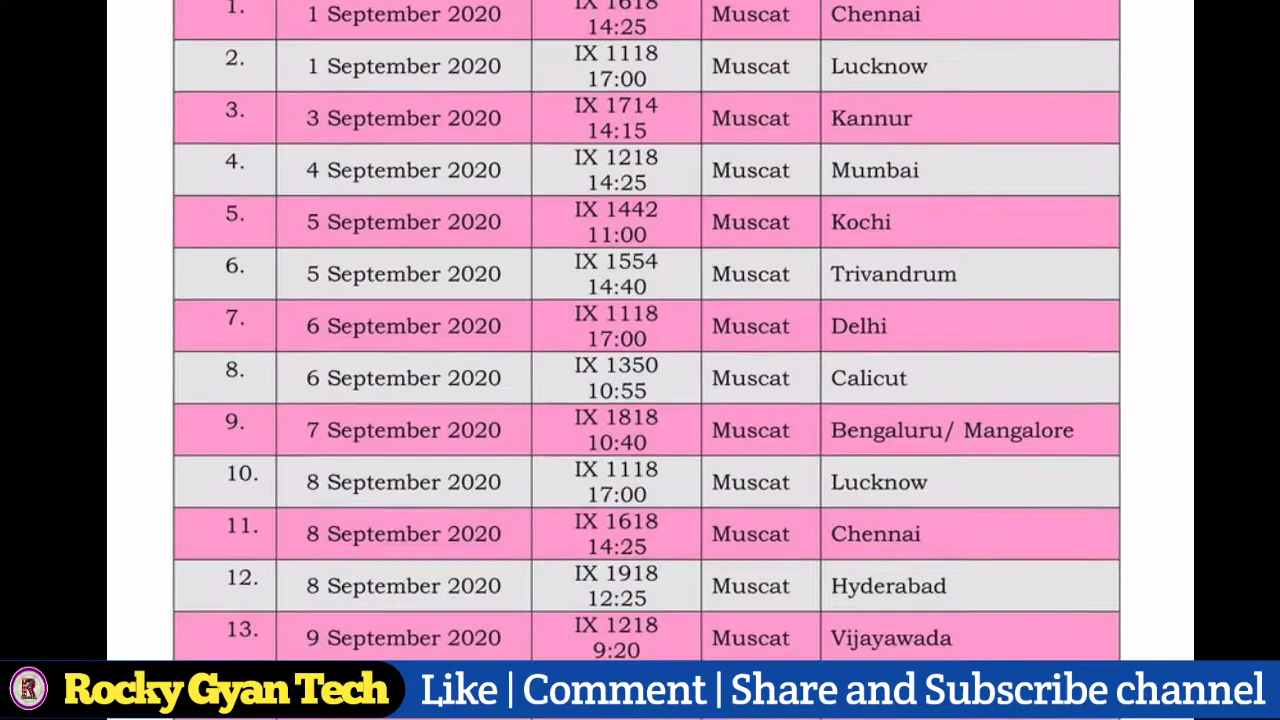 1. 1 September 2020 IX 1618 14:25 Muscat Chennai
2. 1 September 2020 IX 1118 17:00 Muscat Lucknow
3. 3 September 2020 IX 1714 14:15 Muscat Kannur
4. 4 September 2020 IX 1218 14:25 Muscat Mumbai
5. 5 September 2020 IX 1442 11:00 Muscat Kochi
6. 5 September 2020 IX 1554 14:40 Muscat Trivandrum
7. 6 September 2020 IX 1118 17:00 Muscat Delhi
8. 6 September 2020 IX 1350 10:55 Muscat Calicut
9. 7 September 2020 IX 1818 10:40 Muscat Bengaluru/ Mangalore
10. 8 September 2020 IX 1118 17:00 Muscat Lucknow
11. 8 September 2020 IX 1618 14:25 Muscat Chennai
12. 8 September 2020 IX 1918 12:25 Muscat Hyderabad
13. 9 September 2020 IX 1218 9:20 Muscat Vijayawada
R Rocky Gyan Tech Like | Comment | Share and Subscribe channel